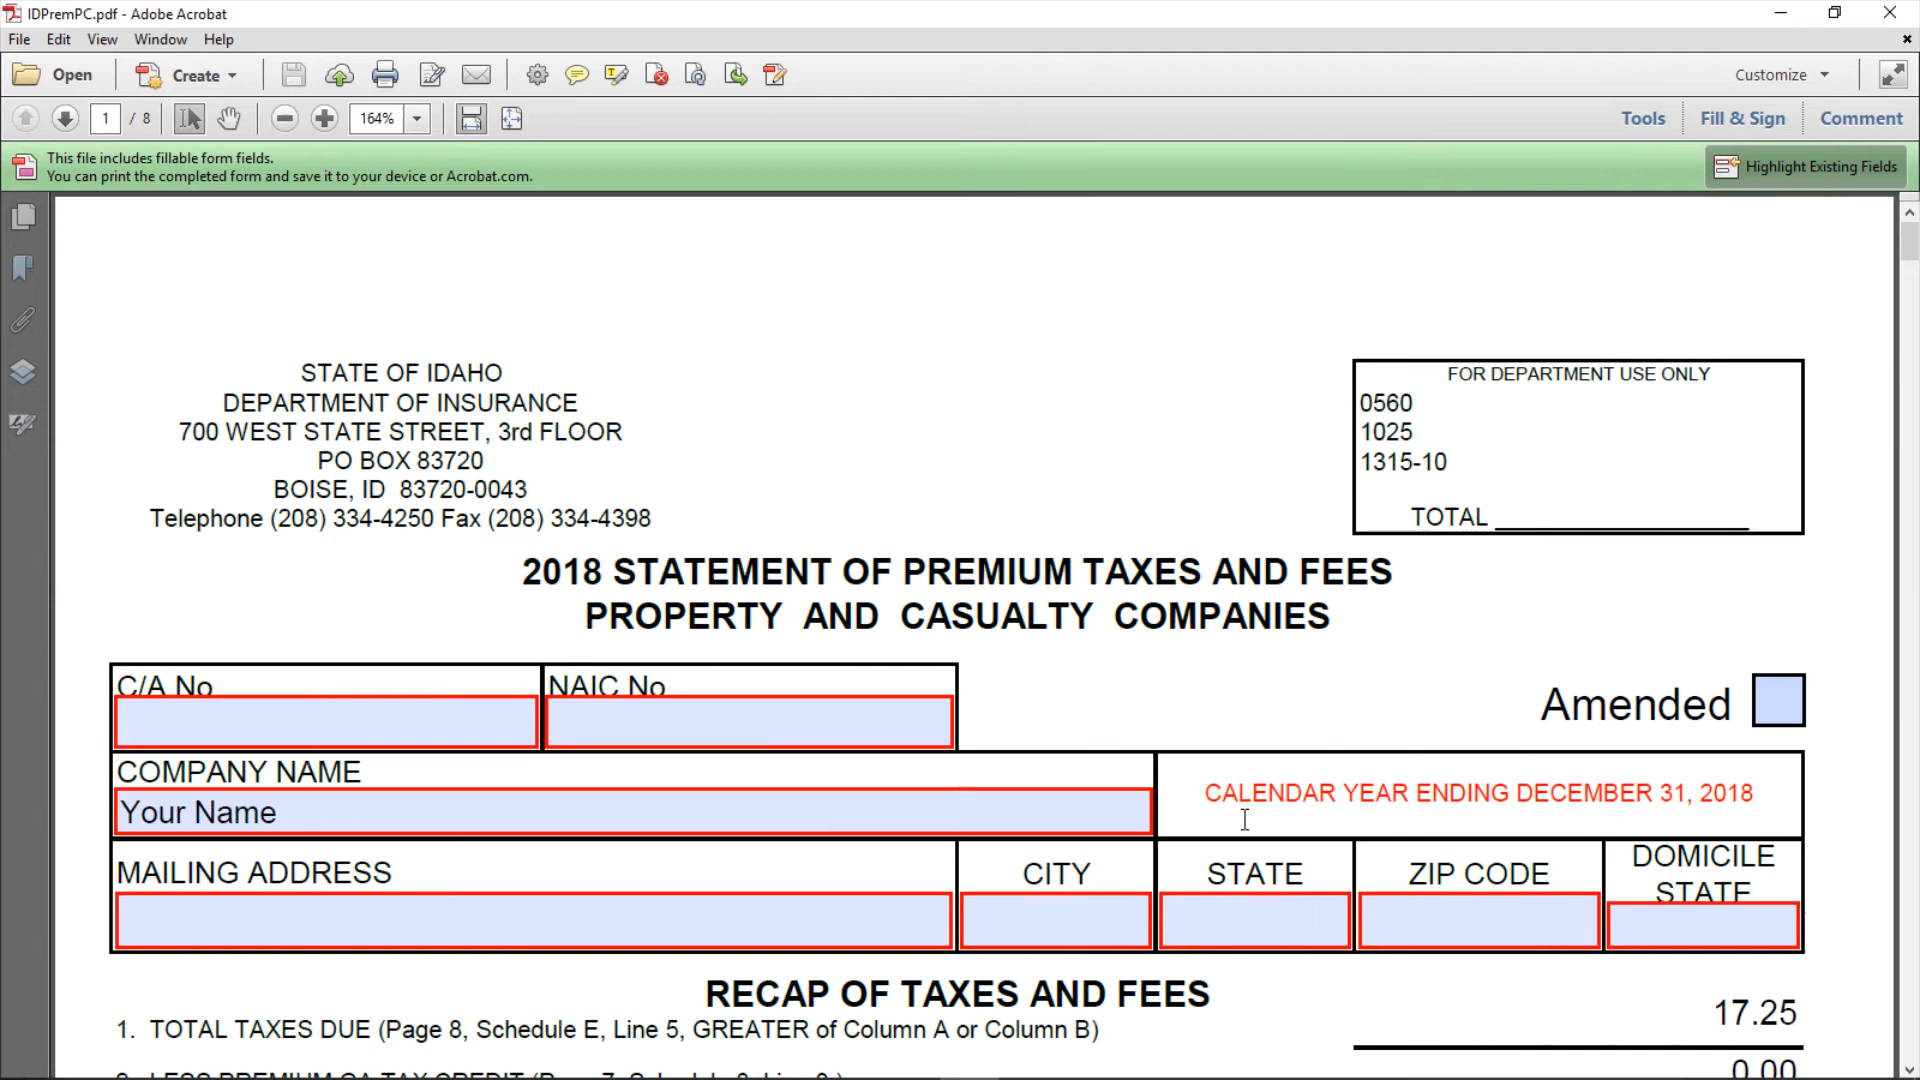 IDPremPC.pdf - Adobe Acrobat
File Edit View Window Help
Open Create Customize
1 / 8 164% Tools Fill & Sign Comment
This file includes fillable form fields.
You can print the completed form and save it to your device or Acrobat.com.
Highlight Existing Fields
STATE OF IDAHO
DEPARTMENT OF INSURANCE
700 WEST STATE STREET, 3rd FLOOR
PO BOX 83720
BOISE, ID 83720-0043
Telephone (208) 334-4250 Fax (208) 334-4398
FOR DEPARTMENT USE ONLY
0560
1025
1315-10
TOTAL
2018 STATEMENT OF PREMIUM TAXES AND FEES
PROPERTY AND CASUALTY COMPANIES
C/A No NAIC No
Amended
COMPANY NAME
Your Name
CALENDAR YEAR ENDING DECEMBER 31, 2018
MAILING ADDRESS CITY STATE ZIP CODE DOMICILE
STATE
RECAP OF TAXES AND FEES
1. TOTAL TAXES DUE (Page 8, Schedule E, Line 5, GREATER of Column A or Column B) 17.25
0.00